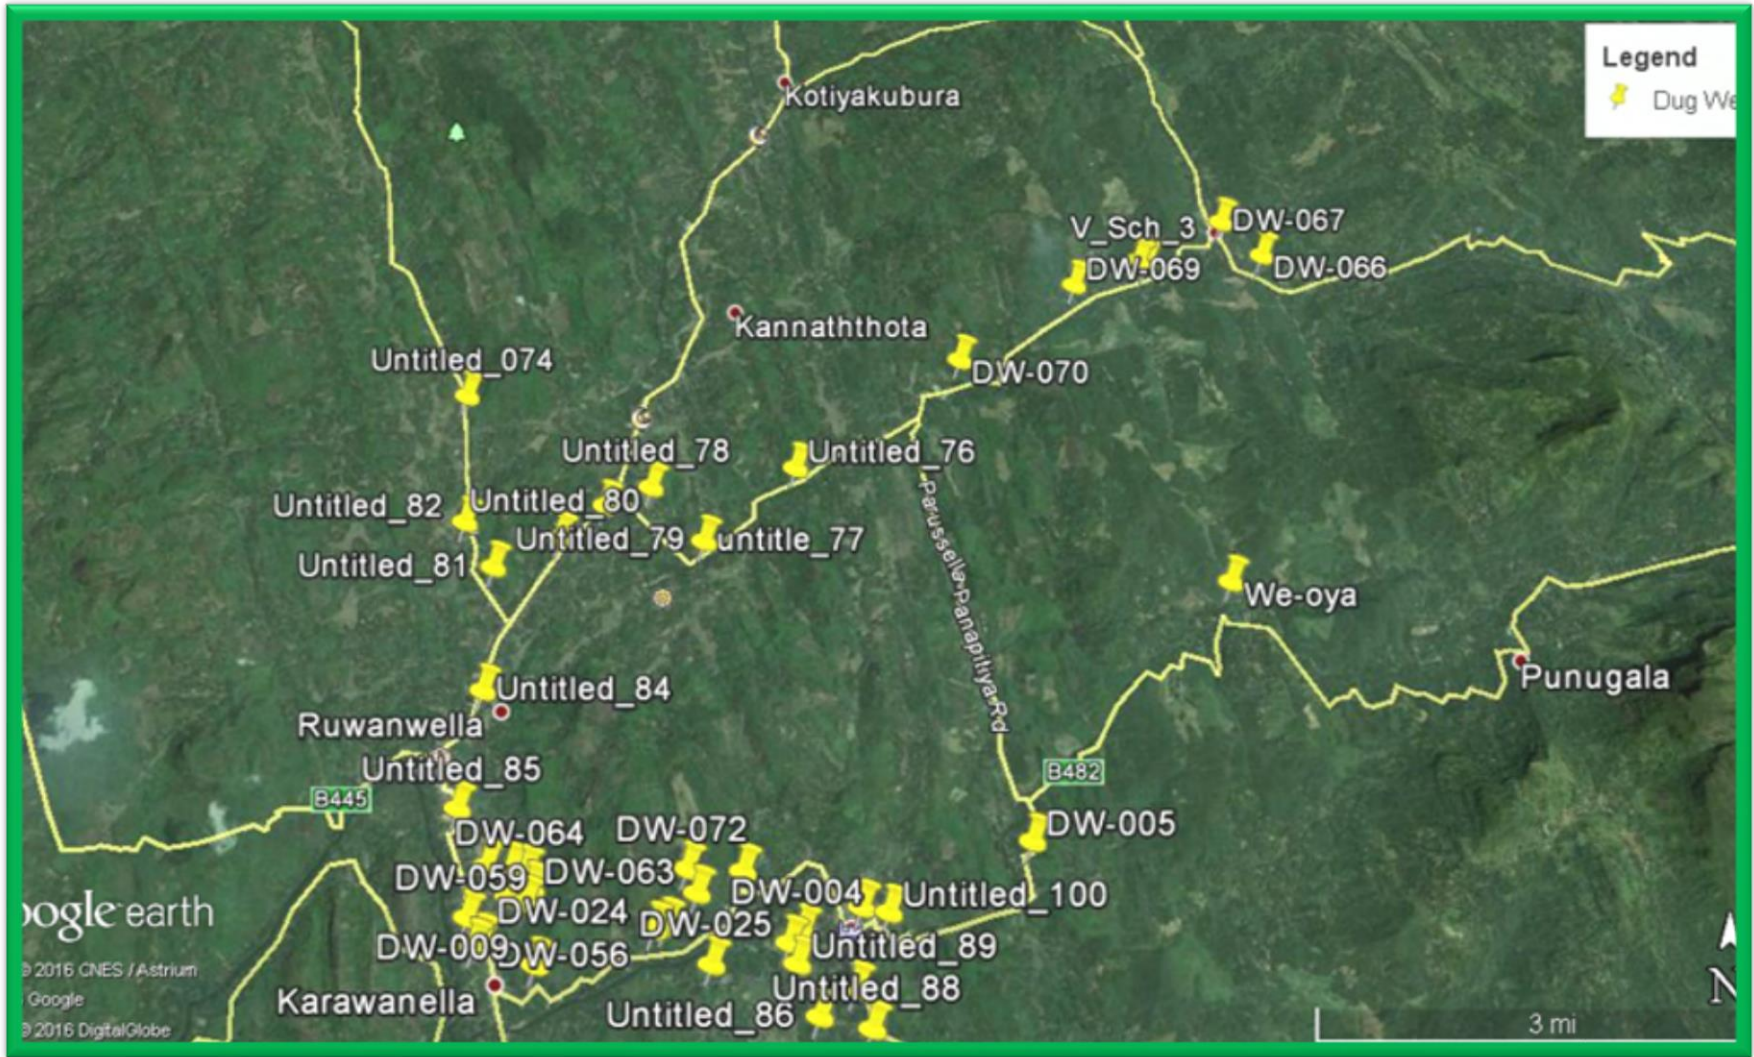 Legend
Dug We
Kotiyakubura
V_Sch_3
DW-067
DW-069
DW-066
Kannaththota
Untitled_074
DW-070
Untitled_78
Untitled_76
Untitled_82
Untitled_80
Untitled_79
untitle_77
Untitled_81
Parussella-Panapitiya Rd
We-oya
Punugala
Untitled_84
Ruwanwella
Untitled_85
B482
B445
DW-064
DW-072
DW-005
DW-059
DW-063
DW-004
Untitled_100
DW-024
DW-025
DW-009
DW-056
Untitled_89
oogle earth
© 2016 CNES / Astrium
Google
© 2016 DigitalGlobe
Karawanella
Untitled_88
Untitled_86
N
3 mi